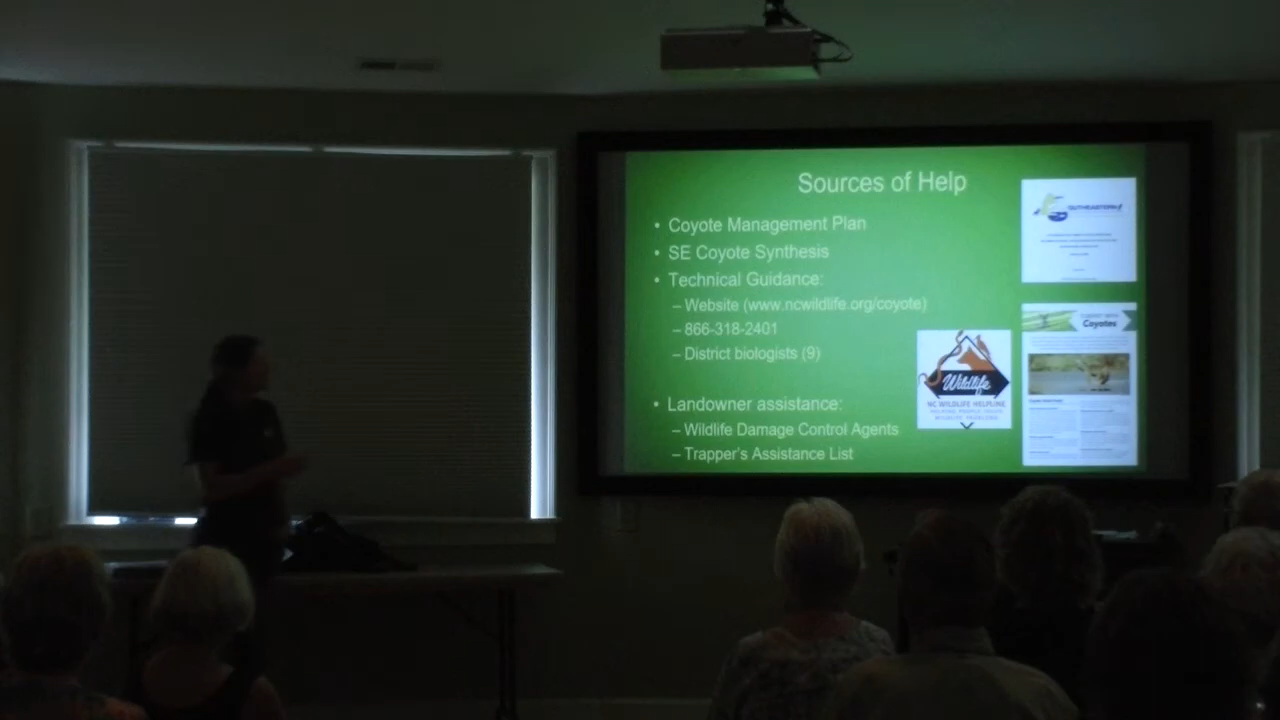 Sources of Help
• Coyote Management Plan
• SE Coyote Synthesis
• Technical Guidance:
– Website (www.ncwildlife.org/coyote)
– 866-318-2401
– District biologists (9)
• Landowner assistance:
– Wildlife Damage Control Agents
– Trapper's Assistance List
Wildlife
NC WILDLIFE HELPLINE
Coyotes